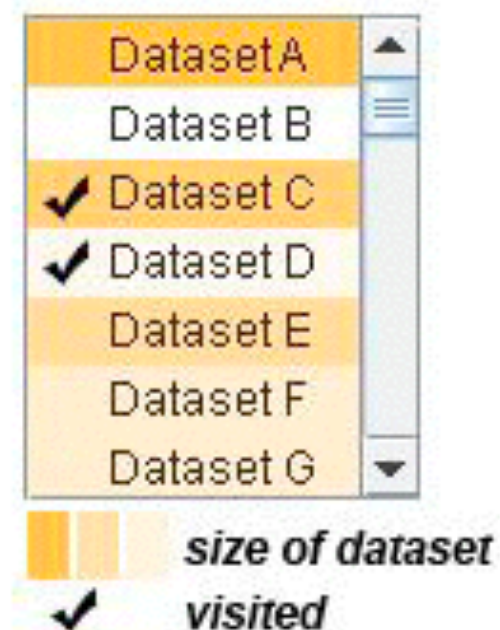 Dataset A
Dataset B
Dataset C
Dataset D
Dataset E
Dataset F
Dataset G
size of dataset
visited